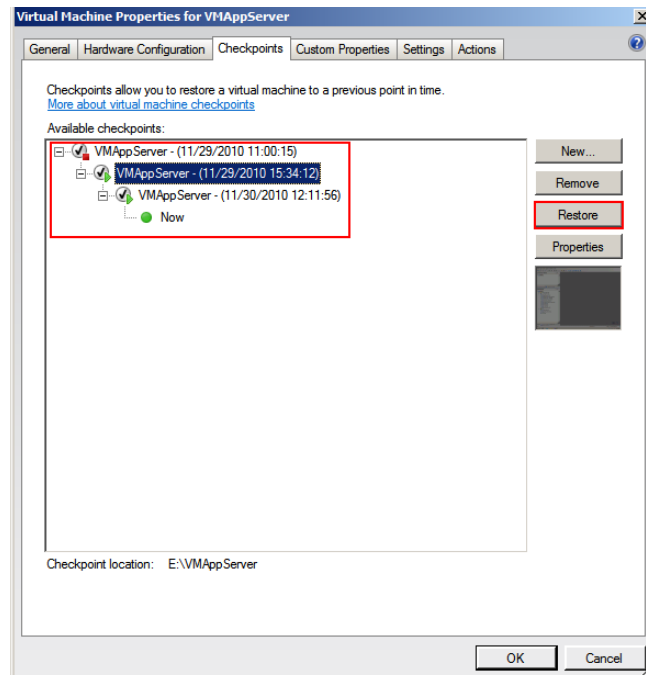 Virtual Machine Properties for VMAppServer
General Hardware Configuration Checkpoints Custom Properties Settings Actions
Checkpoints allow you to restore a virtual machine to a previous point in time.
More about virtual machine checkpoints
Available checkpoints:
VMAppServer - (11/29/2010 11:00:15)
VMAppServer - (11/29/2010 15:34:12)
VMAppServer - (11/30/2010 12:11:56)
Now
New...
Remove
Restore
Properties
Checkpoint location: E:\VMAppServer
OK Cancel